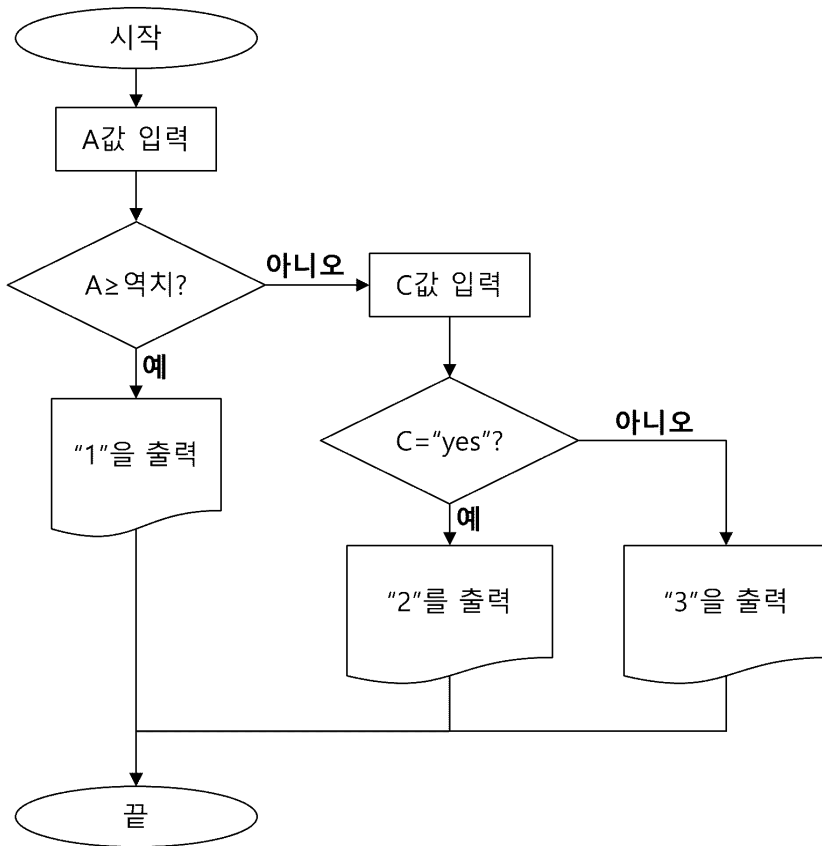 시작
A값 입력
A≥역치?
아니오
C값 입력
예
“1”을 출력
C=“yes”?
아니오
예
“2”를 출력
“3”을 출력
끝